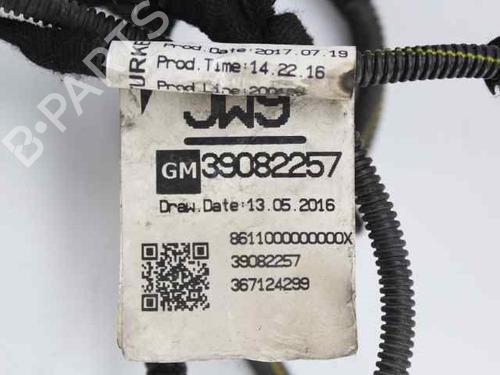 Prod.Date:2017.07.19
Prod.Time:14.22.16
JW9
GM 39082257
Draw.Date:13.05.2016
8611000000000X
39082257
367124299
B-PARTS